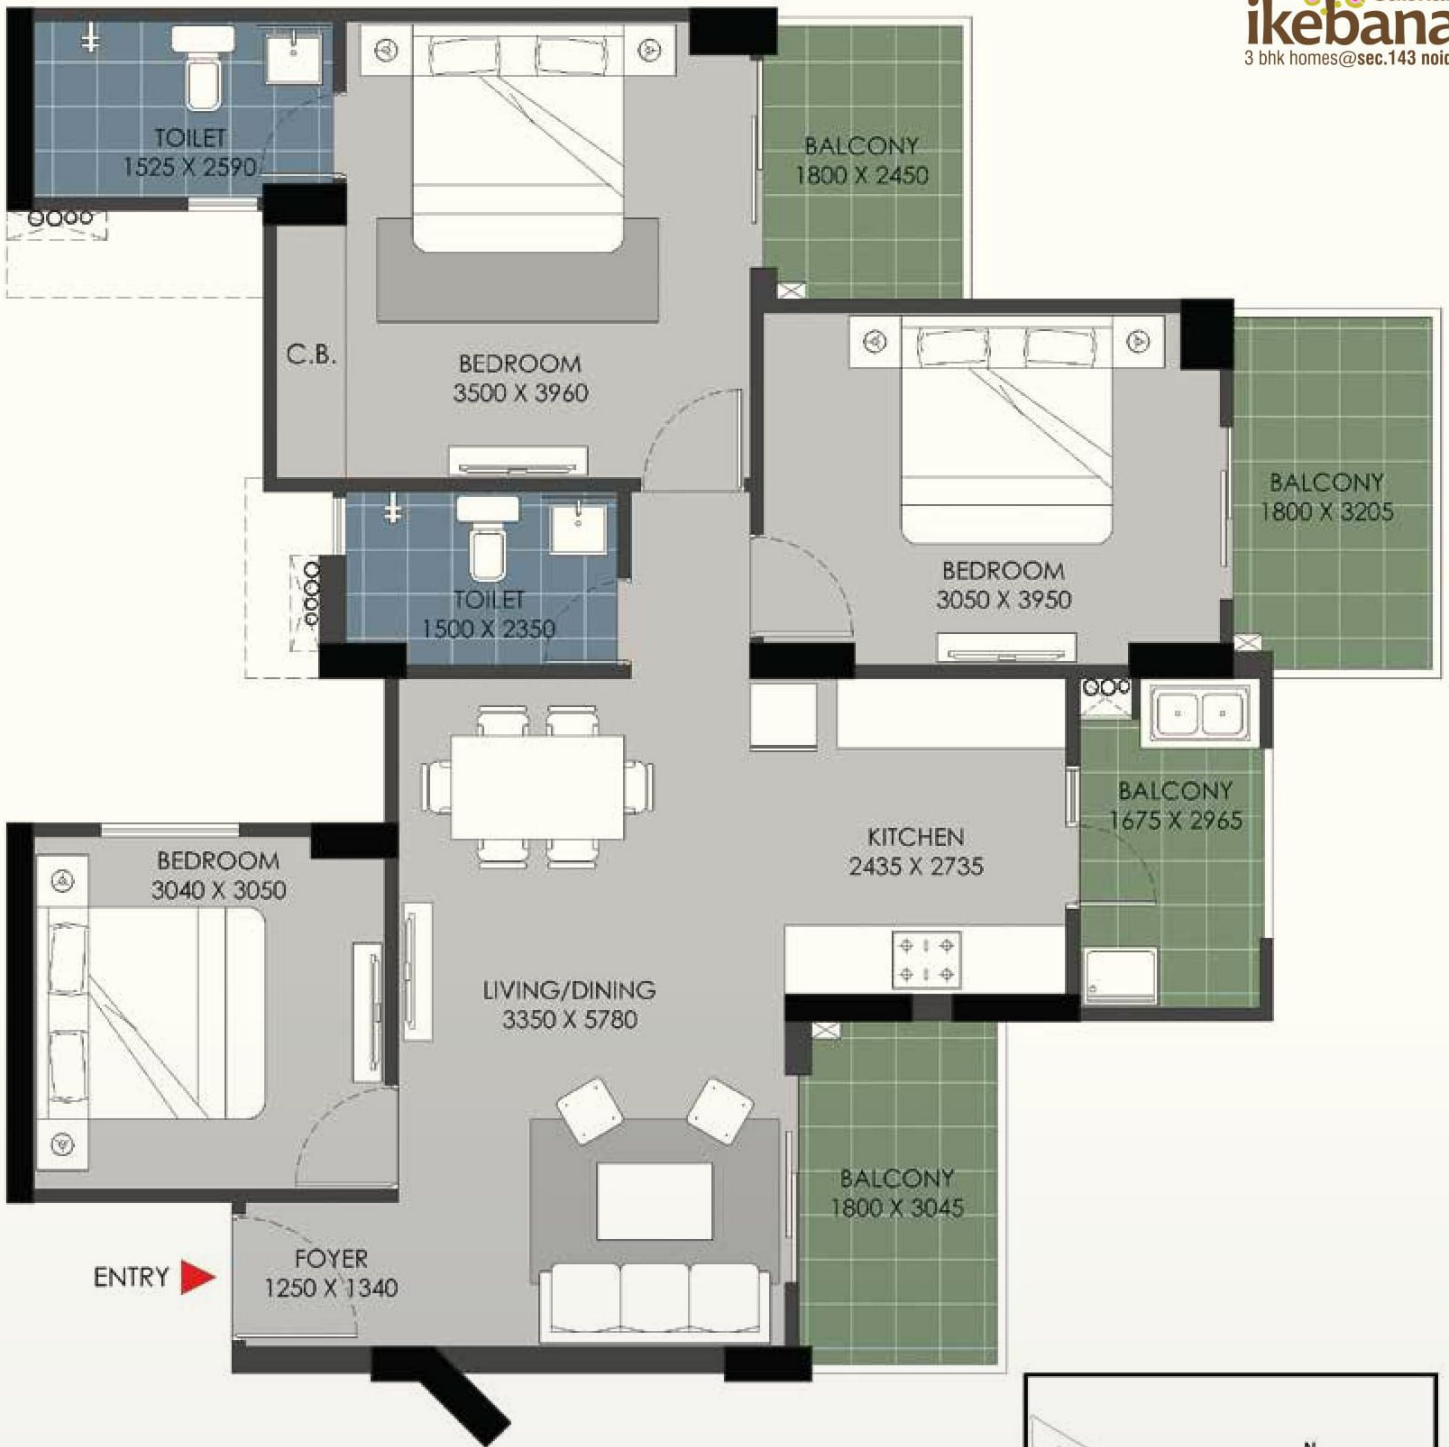 ikebana
3 bhk homes@sec.143 noid
TOILET
1525 X 2590
BALCONY
1800 X 2450
C.B.
BEDROOM
3500 X 3960
BALCONY
1800 X 3205
BEDROOM
3050 X 3950
TOILET
1500 X 2350
BALCONY
1675 X 2965
KITCHEN
2435 X 2735
BEDROOM
3040 X 3050
LIVING/DINING
3350 X 5780
BALCONY
1800 X 3045
FOYER
1250 X 1340
ENTRY
N